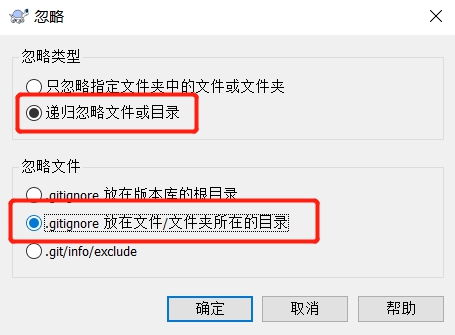 忽略
忽略类型
只忽略指定文件夹中的文件或文件夹
递归忽略文件或目录
忽略文件
.gitignore 放在版本库的根目录
.gitignore 放在文件/文件夹所在的目录
.git/info/exclude
确定
取消
帮助